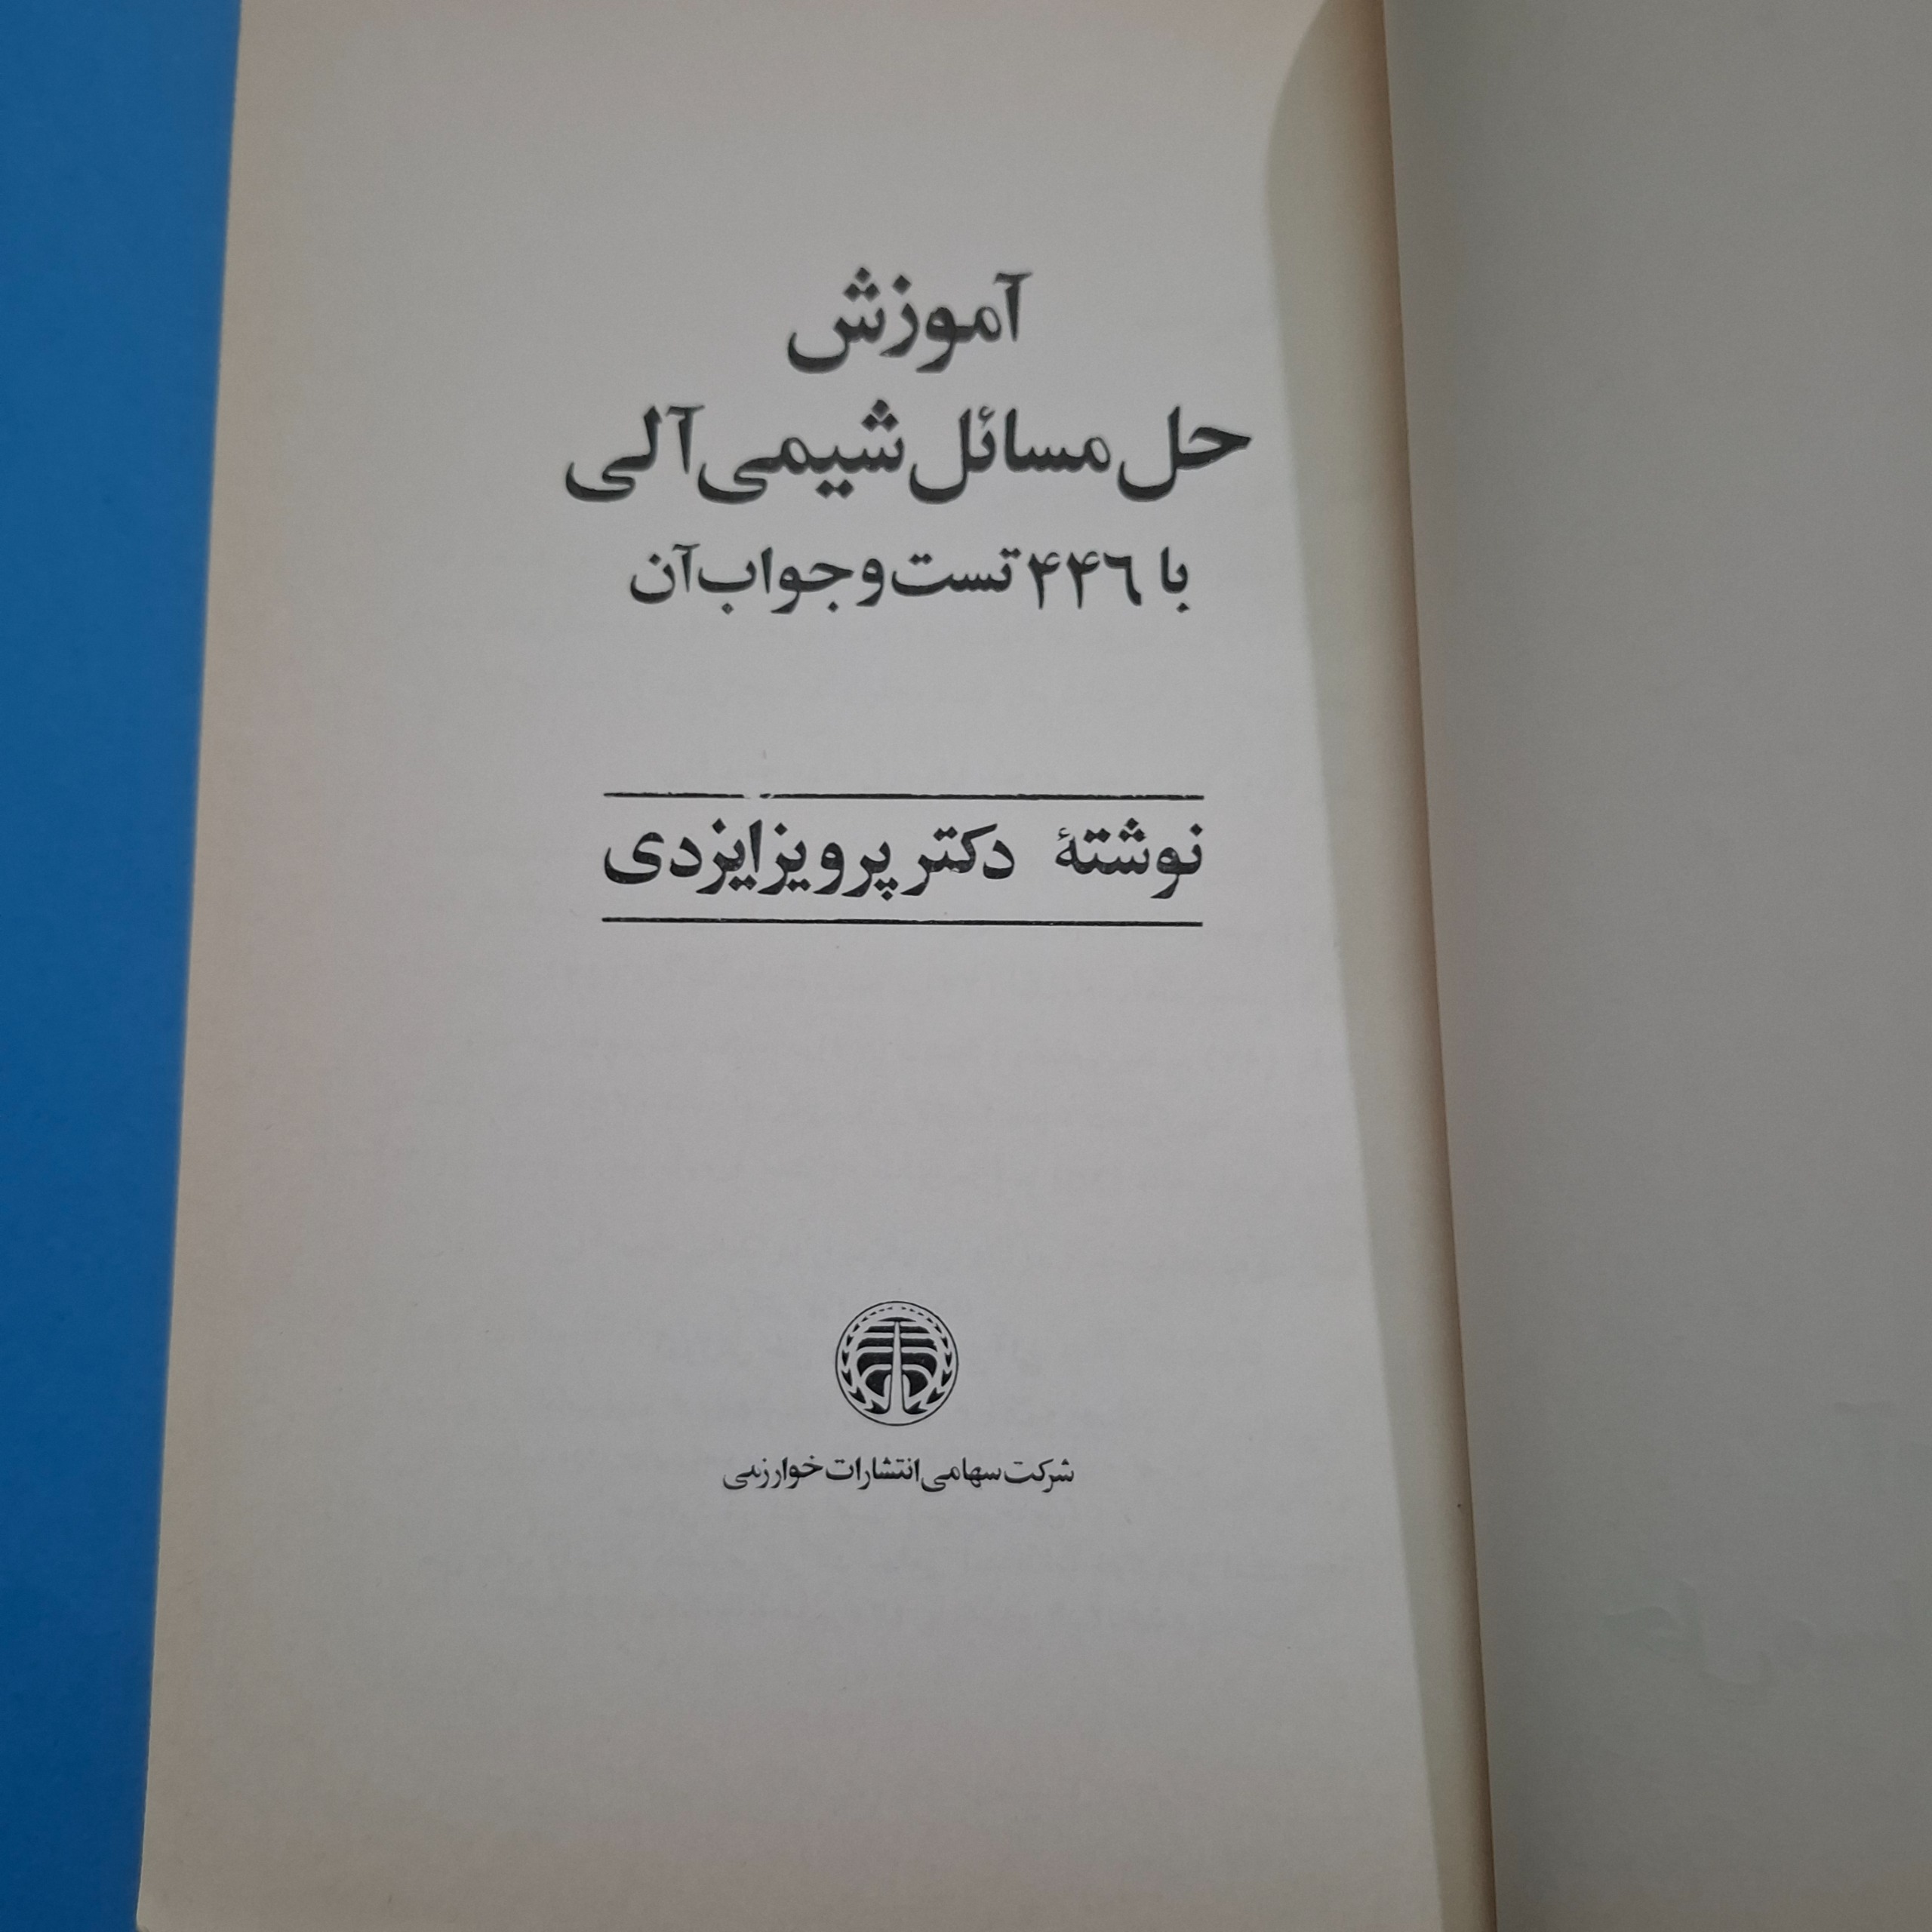 آموزش
حل مسائل شیمی آلی
با ۴۴۶ تست و جواب آن
نوشتهٔ دکتر پرویز ایزدی
شرکت سهامی انتشارات خوارزمی